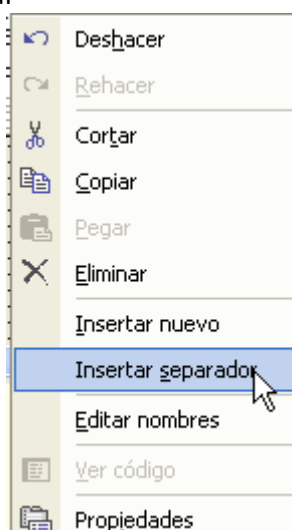 Deshacer
Rehacer
Cortar
Copiar
Pegar
Eliminar
Insertar nuevo
Insertar separador
Editar nombres
Ver código
Propiedades